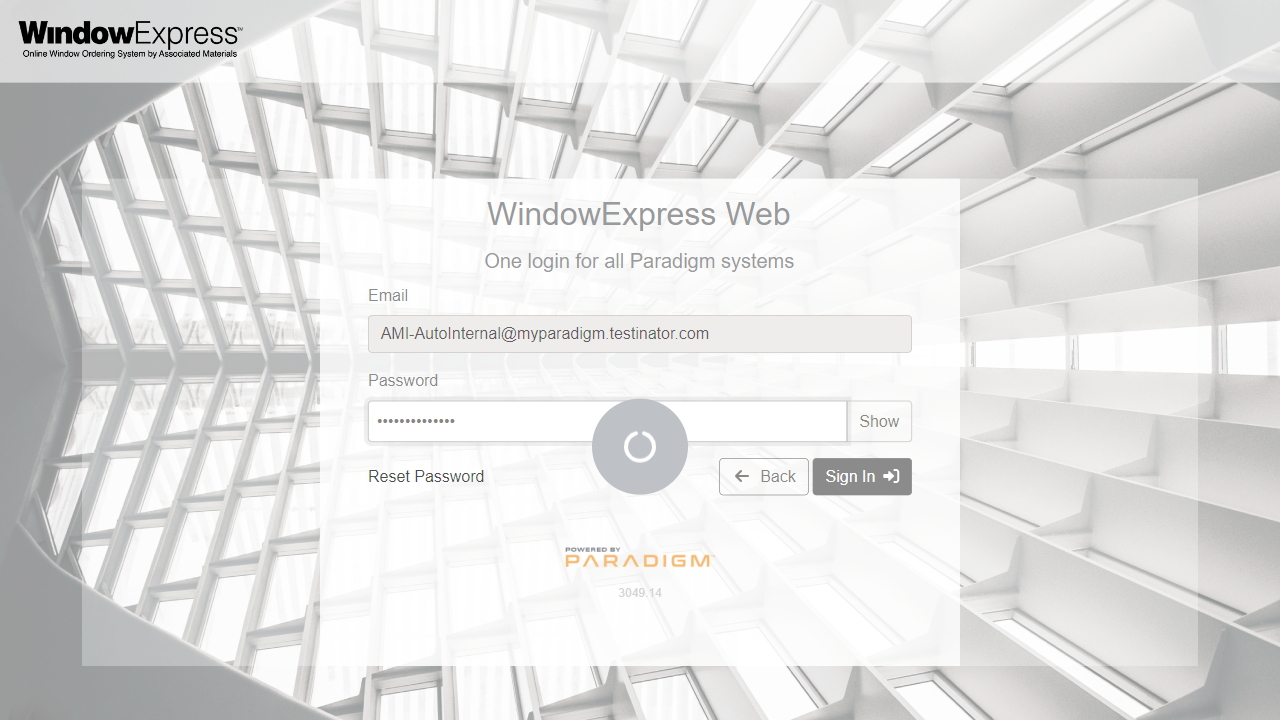 WindowExpress™
Online Window Ordering System by Associated Materials
WindowExpress Web
One login for all Paradigm systems
Email
AMI-AutoInternal@myparadigm.testinator.com
Password
••••••••••••••
Show
Reset Password
Back
Sign In
POWERED BY
PARADIGM
3049.14